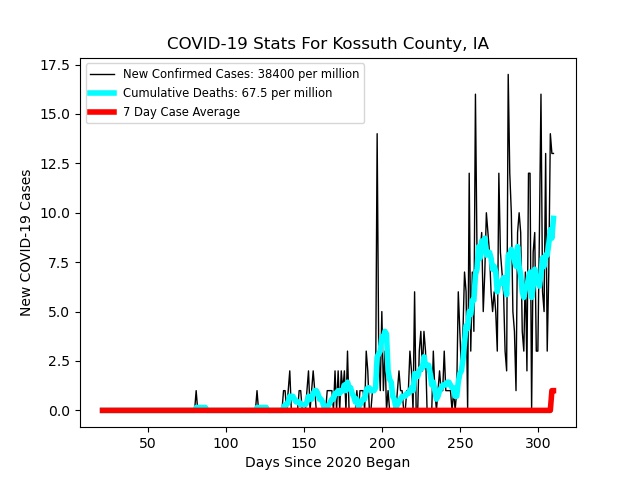 COVID-19 Stats For Kossuth County, IA
New Confirmed Cases: 38400 per million
Cumulative Deaths: 67.5 per million
7 Day Case Average
New COVID-19 Cases
17.5
15.0
12.5
10.0
7.5
5.0
2.5
0.0
50 100 150 200 250 300
Days Since 2020 Began